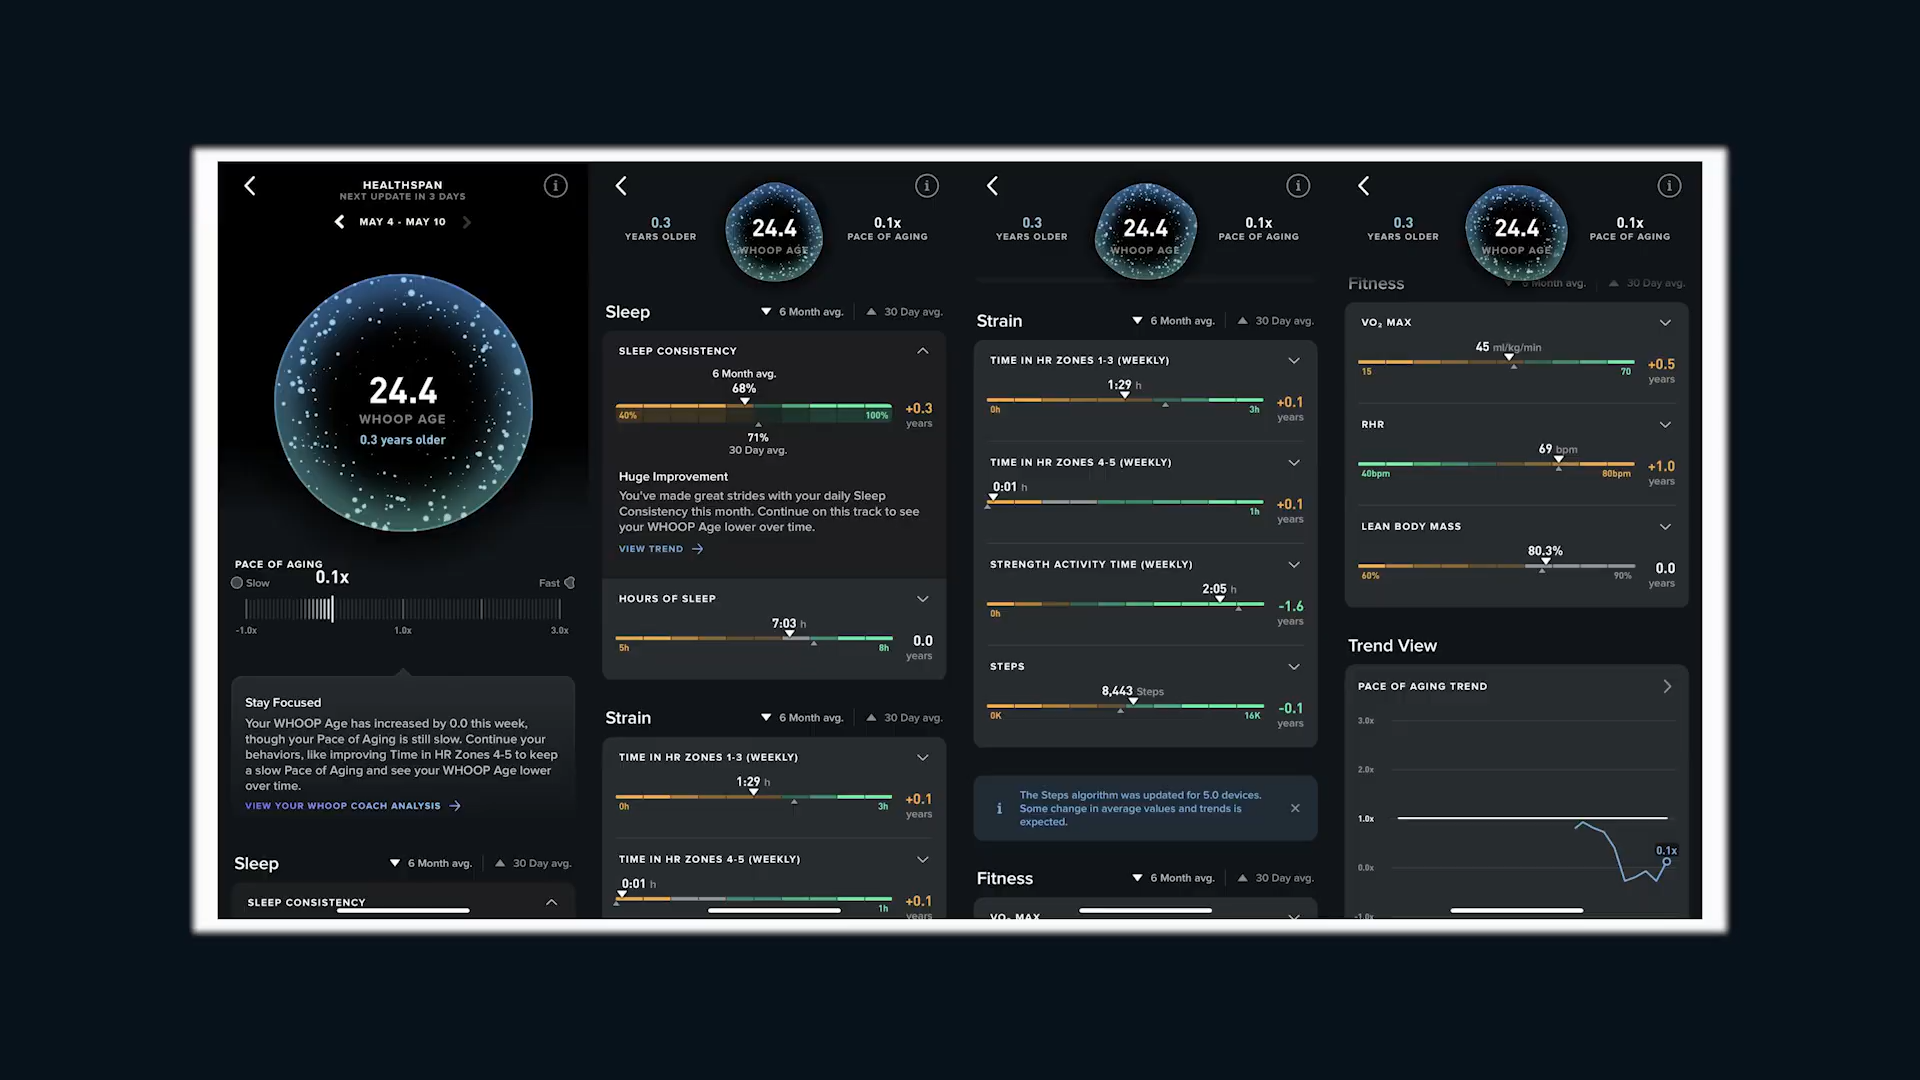 HEALTHSPAN
NEXT UPDATE IN 3 DAYS
MAY 4 - MAY 10
24.4
WHOOP AGE
0.3 years older
PACE OF AGING
0.1x
Slow
Fast
-1.0x
1.0x
3.0x
Stay Focused
Your WHOOP Age has increased by 0.0 this week,
though your Pace of Aging is still slow. Continue your
behaviors, like improving Time in HR Zones 4-5 to keep
a slow Pace of Aging and see your WHOOP Age lower
over time.
VIEW YOUR WHOOP COACH ANALYSIS
Sleep
6 Month avg.
30 Day avg.
SLEEP CONSISTENCY
0.3
YEARS OLDER
24.4
WHOOP AGE
0.1x
PACE OF AGING
Sleep
6 Month avg.
30 Day avg.
SLEEP CONSISTENCY
6 Month avg.
68%
40%
100%
+0.3
years
71%
30 Day avg.
Huge Improvement
You've made great strides with your daily Sleep
Consistency this month. Continue on this track to see
your WHOOP Age lower over time.
VIEW TREND
HOURS OF SLEEP
7:03 h
5h
8h
0.0
years
Strain
6 Month avg.
30 Day avg.
TIME IN HR ZONES 1-3 (WEEKLY)
1:29 h
0h
3h
+0.1
years
TIME IN HR ZONES 4-5 (WEEKLY)
0:01 h
1h
+0.1
years
0.3
YEARS OLDER
24.4
WHOOP AGE
0.1x
PACE OF AGING
Strain
6 Month avg.
30 Day avg.
TIME IN HR ZONES 1-3 (WEEKLY)
1:29 h
0h
3h
+0.1
years
TIME IN HR ZONES 4-5 (WEEKLY)
0:01 h
1h
+0.1
years
STRENGTH ACTIVITY TIME (WEEKLY)
2:05 h
0h
-1.6
years
STEPS
8,443 Steps
0K
16K
-0.1
years
The Steps algorithm was updated for 5.0 devices.
Some change in average values and trends is
expected.
Fitness
6 Month avg.
30 Day avg.
VO₂ MAX
0.3
YEARS OLDER
24.4
WHOOP AGE
0.1x
PACE OF AGING
Fitness
6 Month avg.
30 Day avg.
VO₂ MAX
45 ml/kg/min
15
70
+0.5
years
RHR
69 bpm
40bpm
80bpm
+1.0
years
LEAN BODY MASS
80.3%
60%
90%
0.0
years
Trend View
PACE OF AGING TREND
3.0x
2.0x
1.0x
0.1x
0.0x
-1.0x